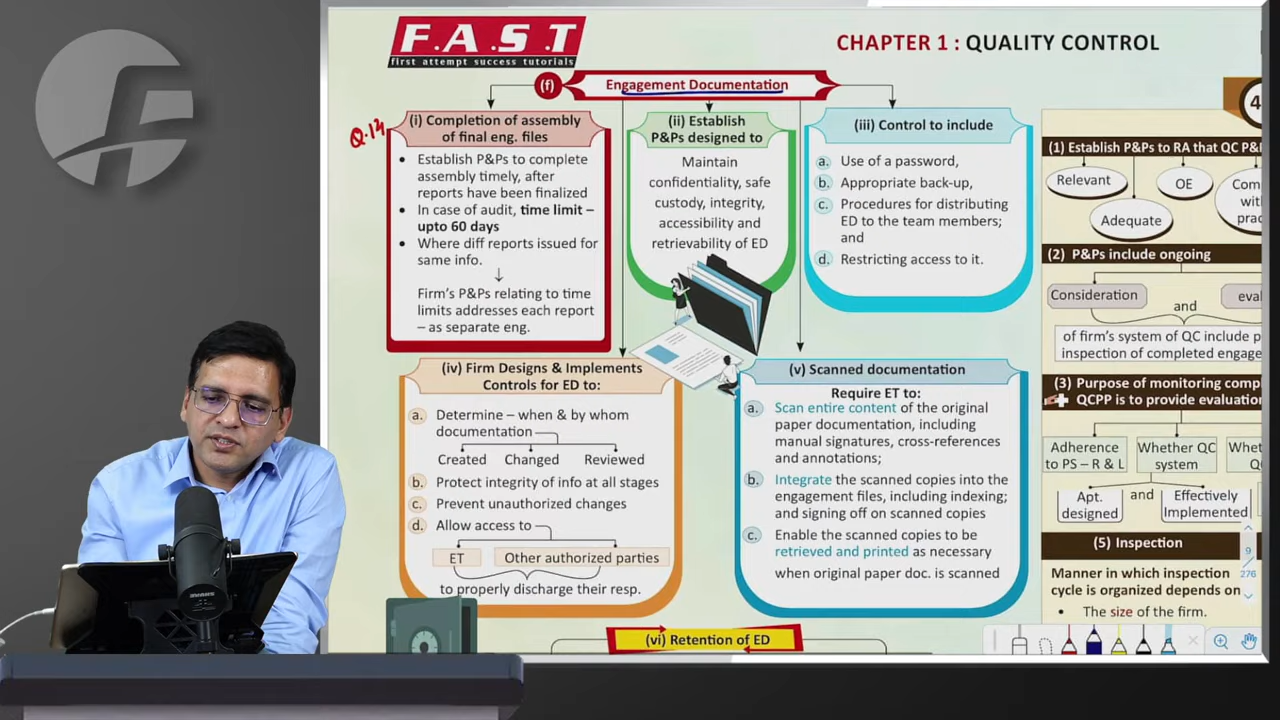 F.A.S.T
first attempt success tutorials
CHAPTER 1 : QUALITY CONTROL
(f) Engagement Documentation
Q.14
(i) Completion of assembly
of final eng. files
• Establish P&Ps to complete
assembly timely, after
reports have been finalized
• In case of audit, time limit –
upto 60 days
• Where diff reports issued for
same info.
↓
Firm's P&Ps relating to time
limits addresses each report
– as separate eng.
(ii) Establish
P&Ps designed to
Maintain
confidentiality, safe
custody, integrity,
accessibility and
retrievability of ED
(iii) Control to include
a. Use of a password,
b. Appropriate back-up,
c. Procedures for distributing
ED to the team members;
and
d. Restricting access to it.
(iv) Firm Designs & Implements
Controls for ED to:
a. Determine – when & by whom
documentation
Created Changed Reviewed
b. Protect integrity of info at all stages
c. Prevent unauthorized changes
d. Allow access to
ET Other authorized parties
to properly discharge their resp.
(v) Scanned documentation
Require ET to:
a. Scan entire content of the original
paper documentation, including
manual signatures, cross-references
and annotations;
b. Integrate the scanned copies into the
engagement files, including indexing;
and signing off on scanned copies
c. Enable the scanned copies to be
retrieved and printed as necessary
when original paper doc. is scanned
(vi) Retention of ED
4
(1) Establish P&Ps to RA that QC P&
Relevant OE Com
with
prac
Adequate
(2) P&Ps include ongoing
Consideration and eval
of firm's system of QC include p
inspection of completed engage
(3) Purpose of monitoring comp
QCPP is to provide evaluation
Adherence
to PS – R & L
Whether QC
system
Whet
Q
Apt.
designed
and
Effectively
Implemented
(5) Inspection
Manner in which inspection
cycle is organized depends on
• The size of the firm.
9
276
SHURE